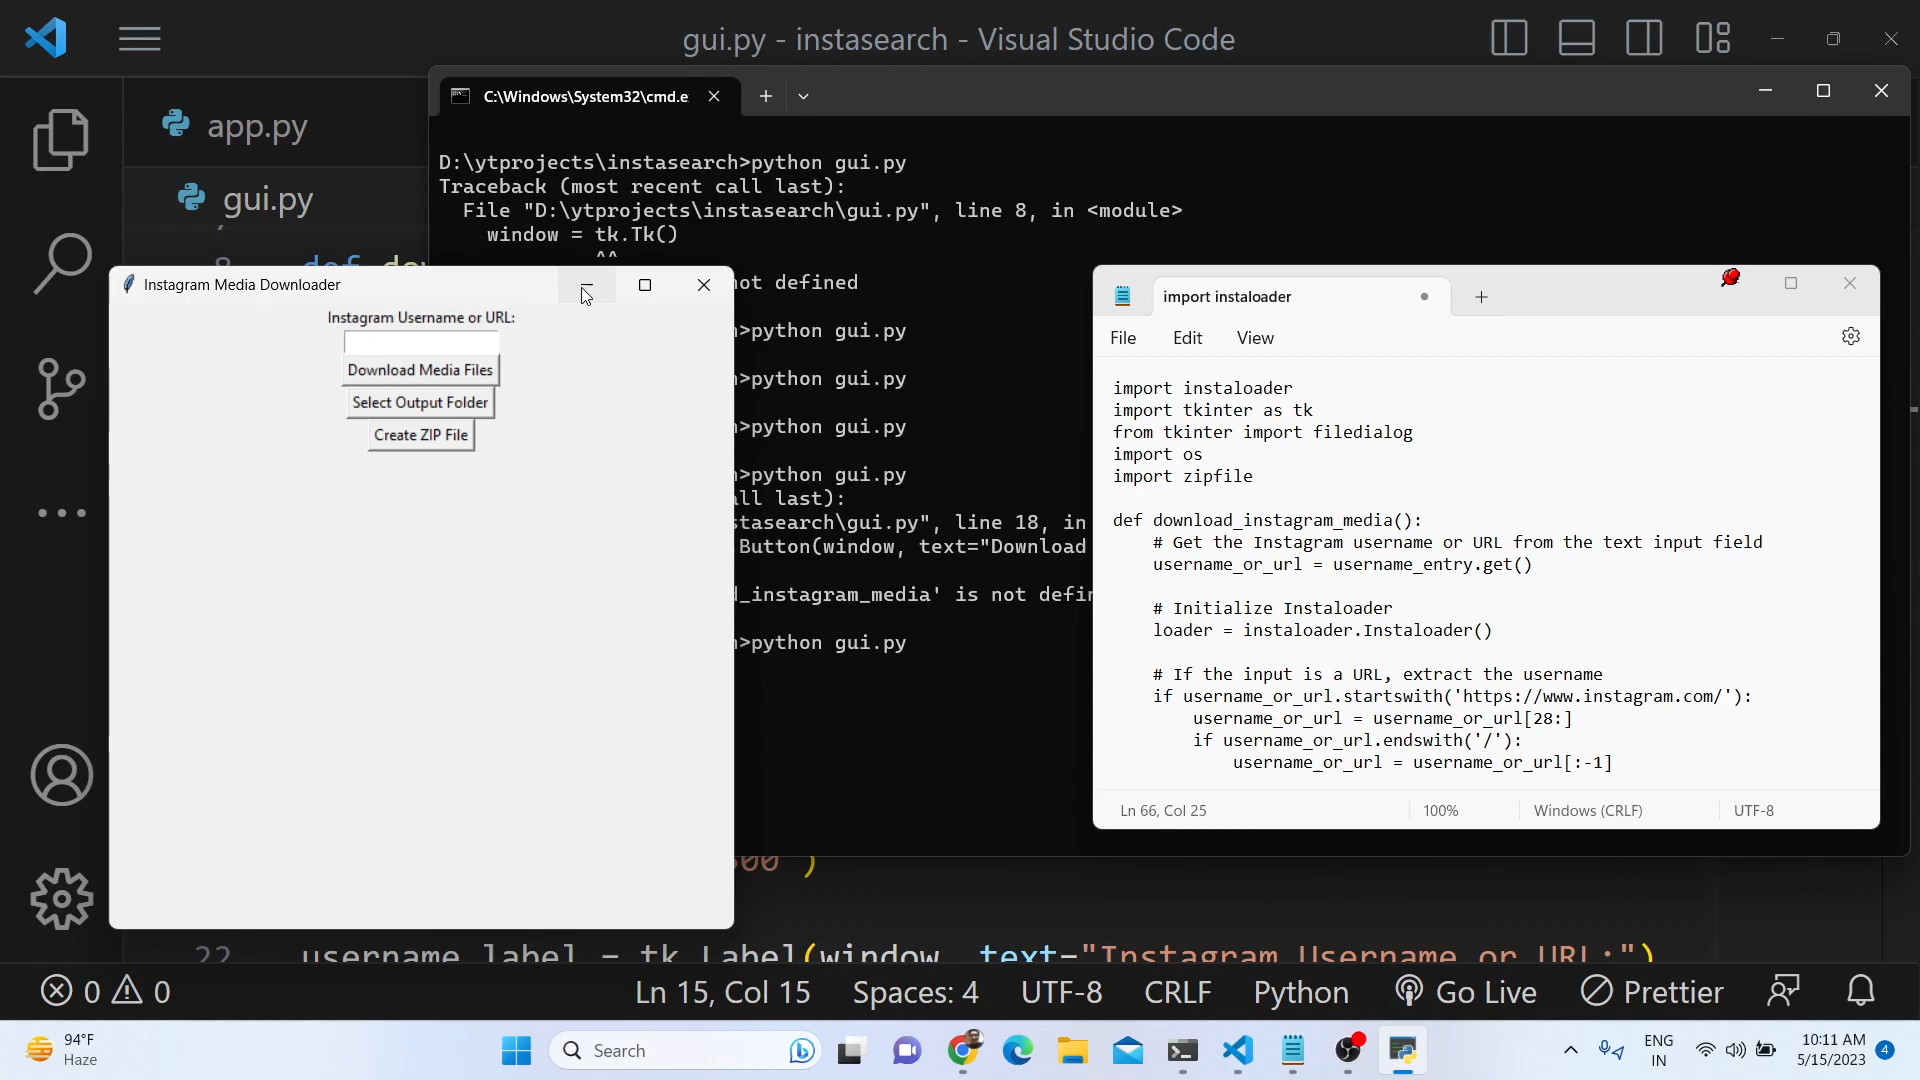 gui.py - instasearch - Visual Studio Code
C:\Windows\System32\cmd.e
app.py
gui.py
D:\ytprojects\instasearch>python gui.py
Traceback (most recent call last):
File "D:\ytprojects\instasearch\gui.py", line 8, in <module>
window = tk.Tk()
^^
not defined
>python gui.py
>python gui.py
>python gui.py
>python gui.py
all last):
stasearch\gui.py", line 18, in
Button(window, text="Download
d_instagram_media' is not defin
>python gui.py
Instagram Media Downloader
Instagram Username or URL:
Download Media Files
Select Output Folder
Create ZIP File
import instaloader
File Edit View
import instaloader
import tkinter as tk
from tkinter import filedialog
import os
import zipfile
def download_instagram_media():
# Get the Instagram username or URL from the text input field
username_or_url = username_entry.get()
# Initialize Instaloader
loader = instaloader.Instaloader()
# If the input is a URL, extract the username
if username_or_url.startswith('https://www.instagram.com/'):
username_or_url = username_or_url[28:]
if username_or_url.endswith('/'):
username_or_url = username_or_url[:-1]
Ln 66, Col 25 100% Windows (CRLF) UTF-8
22 username_label = tk.Label(window, text="Instagram Username or URL:")
0 0 Ln 15, Col 15 Spaces: 4 UTF-8 CRLF Python Go Live Prettier
94°F
Haze
Search
ENG
IN
10:11 AM
5/15/2023
4